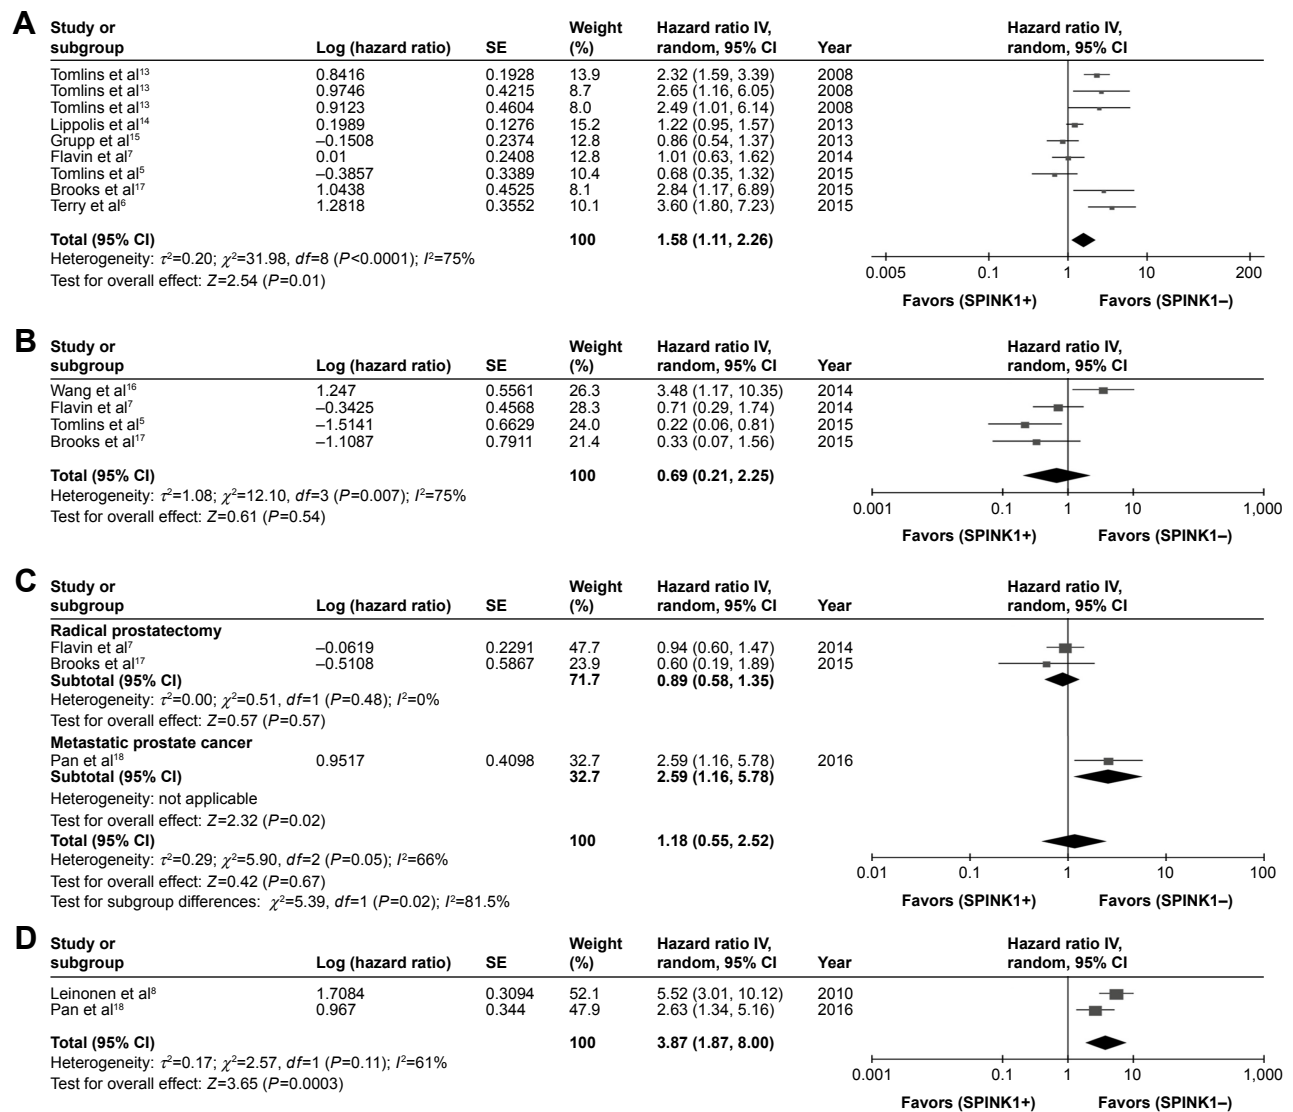 A
Study or subgroup Log (hazard ratio) SE Weight (%) Hazard ratio IV, random, 95% CI Year Hazard ratio IV, random, 95% CI
Tomlins et al13 0.8416 0.1928 13.9 2.32 (1.59, 3.39) 2008
Tomlins et al13 0.9746 0.4215 8.7 2.65 (1.16, 6.05) 2008
Tomlins et al13 0.9123 0.4604 8.0 2.49 (1.01, 6.14) 2008
Lippolis et al14 0.1989 0.1276 15.2 1.22 (0.95, 1.57) 2013
Grupp et al15 –0.1508 0.2374 12.8 0.86 (0.54, 1.37) 2013
Flavin et al7 0.01 0.2408 12.8 1.01 (0.63, 1.62) 2014
Tomlins et al5 –0.3857 0.3389 10.4 0.68 (0.35, 1.32) 2015
Brooks et al17 1.0438 0.4525 8.1 2.84 (1.17, 6.89) 2015
Terry et al6 1.2818 0.3552 10.1 3.60 (1.80, 7.23) 2015
Total (95% CI) 100 1.58 (1.11, 2.26)
Heterogeneity: τ2=0.20; χ2=31.98, df=8 (P<0.0001); I2=75%
Test for overall effect: Z=2.54 (P=0.01)
0.005 0.1 1 10 200
Favors (SPINK1+) Favors (SPINK1–)
B
Study or subgroup Log (hazard ratio) SE Weight (%) Hazard ratio IV, random, 95% CI Year Hazard ratio IV, random, 95% CI
Wang et al16 1.247 0.5561 26.3 3.48 (1.17, 10.35) 2014
Flavin et al7 –0.3425 0.4568 28.3 0.71 (0.29, 1.74) 2014
Tomlins et al5 –1.5141 0.6629 24.0 0.22 (0.06, 0.81) 2015
Brooks et al17 –1.1087 0.7911 21.4 0.33 (0.07, 1.56) 2015
Total (95% CI) 100 0.69 (0.21, 2.25)
Heterogeneity: τ2=1.08; χ2=12.10, df=3 (P=0.007); I2=75%
Test for overall effect: Z=0.61 (P=0.54)
0.001 0.1 1 10 1,000
Favors (SPINK1+) Favors (SPINK1–)
C
Study or subgroup Log (hazard ratio) SE Weight (%) Hazard ratio IV, random, 95% CI Year Hazard ratio IV, random, 95% CI
Radical prostatectomy
Flavin et al7 –0.0619 0.2291 47.7 0.94 (0.60, 1.47) 2014
Brooks et al17 –0.5108 0.5867 23.9 0.60 (0.19, 1.89) 2015
Subtotal (95% CI) 71.7 0.89 (0.58, 1.35)
Heterogeneity: τ2=0.00; χ2=0.51, df=1 (P=0.48); I2=0%
Test for overall effect: Z=0.57 (P=0.57)
Metastatic prostate cancer
Pan et al18 0.9517 0.4098 32.7 2.59 (1.16, 5.78) 2016
Subtotal (95% CI) 32.7 2.59 (1.16, 5.78)
Heterogeneity: not applicable
Test for overall effect: Z=2.32 (P=0.02)
Total (95% CI) 100 1.18 (0.55, 2.52)
Heterogeneity: τ2=0.29; χ2=5.90, df=2 (P=0.05); I2=66%
Test for overall effect: Z=0.42 (P=0.67)
Test for subgroup differences: χ2=5.39, df=1 (P=0.02); I2=81.5%
0.01 0.1 1 10 100
Favors (SPINK1+) Favors (SPINK1–)
D
Study or subgroup Log (hazard ratio) SE Weight (%) Hazard ratio IV, random, 95% CI Year Hazard ratio IV, random, 95% CI
Leinonen et al8 1.7084 0.3094 52.1 5.52 (3.01, 10.12) 2010
Pan et al18 0.967 0.344 47.9 2.63 (1.34, 5.16) 2016
Total (95% CI) 100 3.87 (1.87, 8.00)
Heterogeneity: τ2=0.17; χ2=2.57, df=1 (P=0.11); I2=61%
Test for overall effect: Z=3.65 (P=0.0003)
0.001 0.1 1 10 1,000
Favors (SPINK1+) Favors (SPINK1–)